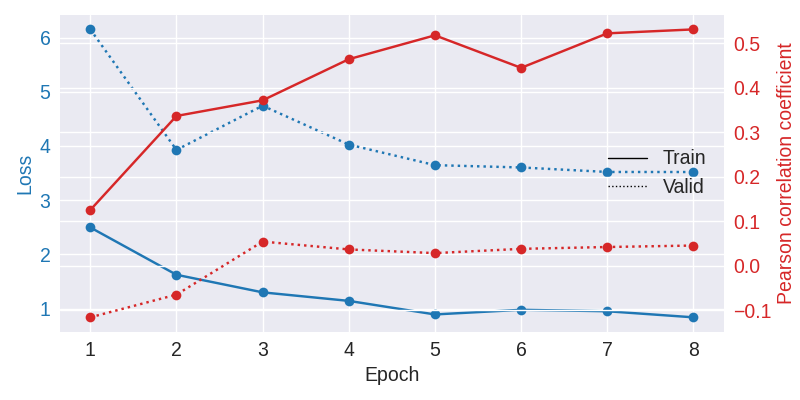 6
5
4
3
2
1
Loss
0.5
0.4
0.3
0.2
0.1
0.0
−0.1
Pearson correlation coefficient
Train
Valid
1 2 3 4 5 6 7 8
Epoch